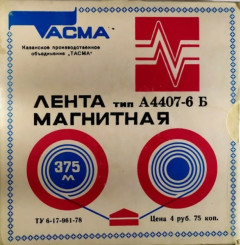 ТАСМА
Казанское производственное
объединение „ТАСМА"
ЛЕНТА тип А4407-6 Б
МАГНИТНАЯ
375
М
ТУ 6-17-961-78
Цена 4 руб. 75 коп.